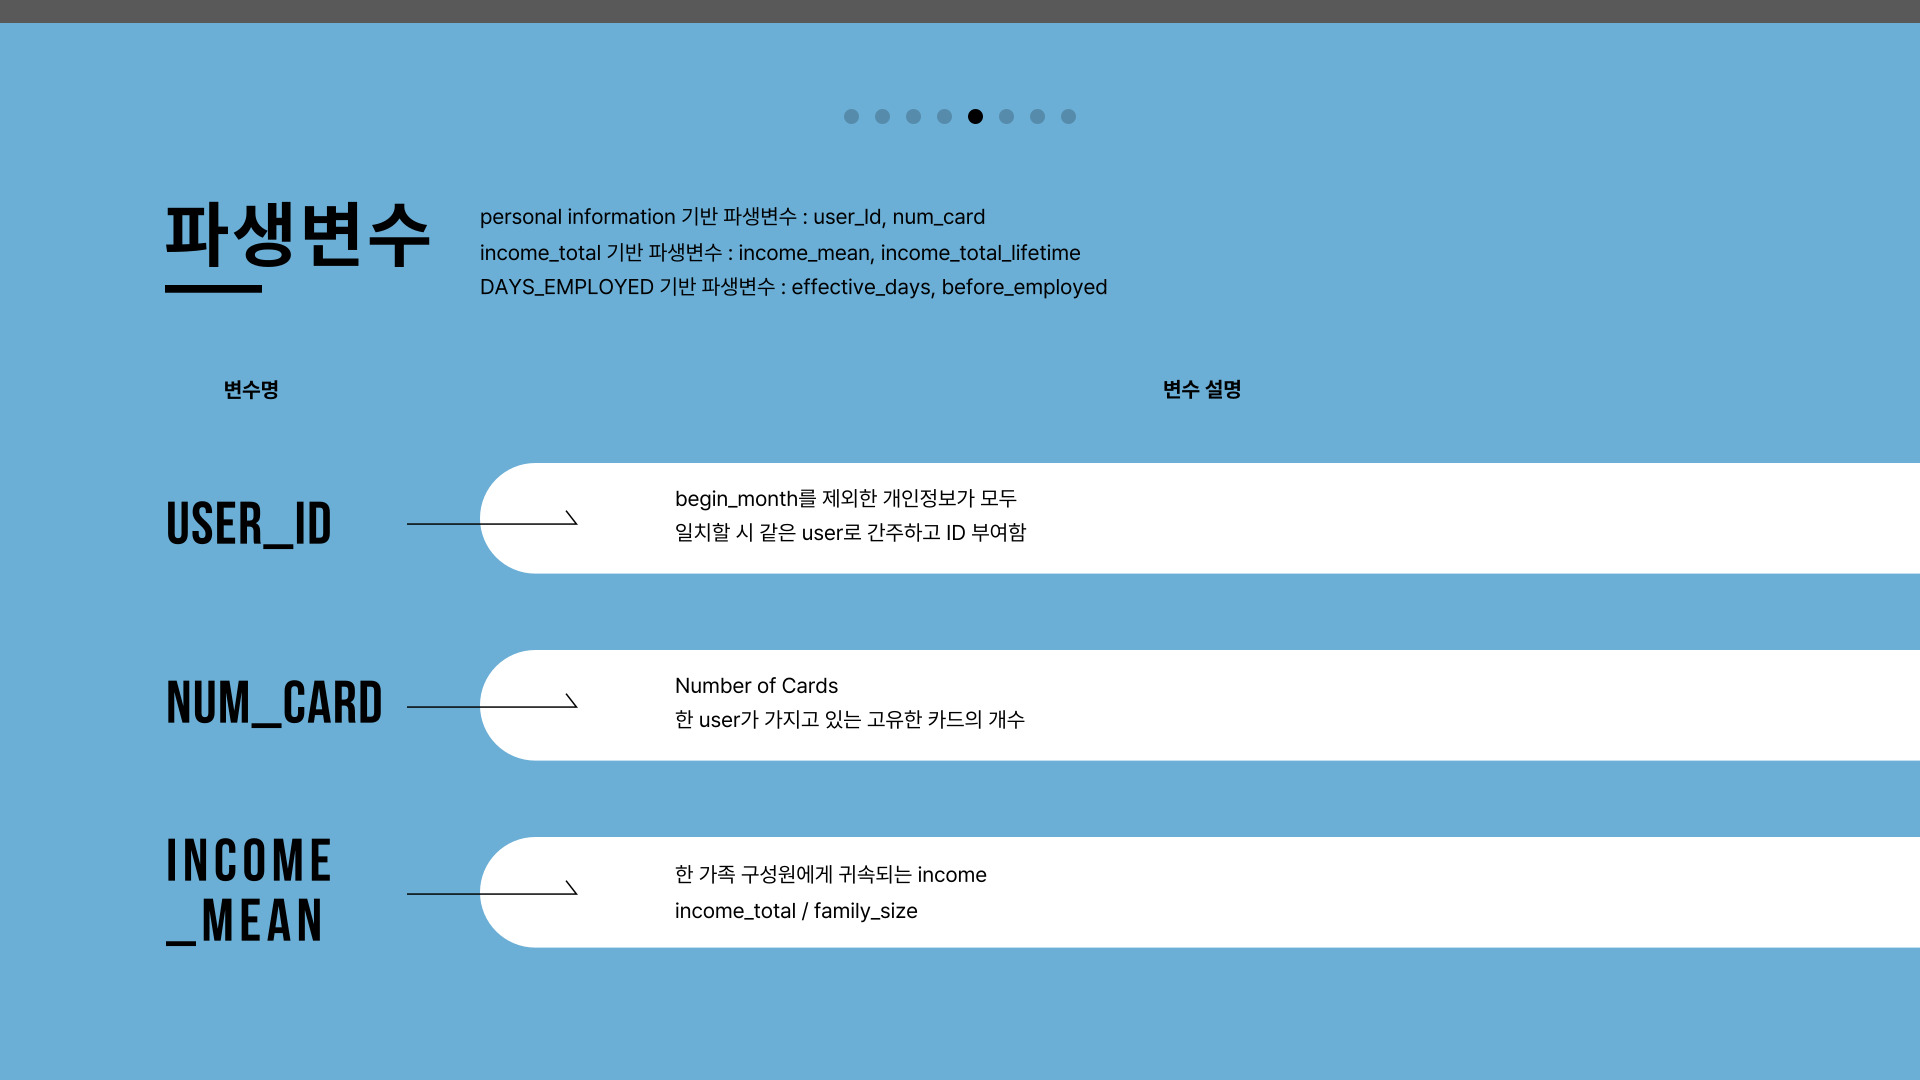 파생변수
personal information 기반 파생변수 : user_Id, num_card
income_total 기반 파생변수 : income_mean, income_total_lifetime
DAYS_EMPLOYED 기반 파생변수 : effective_days, before_employed
변수명
변수 설명
USER_ID
begin_month를 제외한 개인정보가 모두
일치할 시 같은 user로 간주하고 ID 부여함
NUM_CARD
Number of Cards
한 user가 가지고 있는 고유한 카드의 개수
INCOME
_MEAN
한 가족 구성원에게 귀속되는 income
income_total / family_size